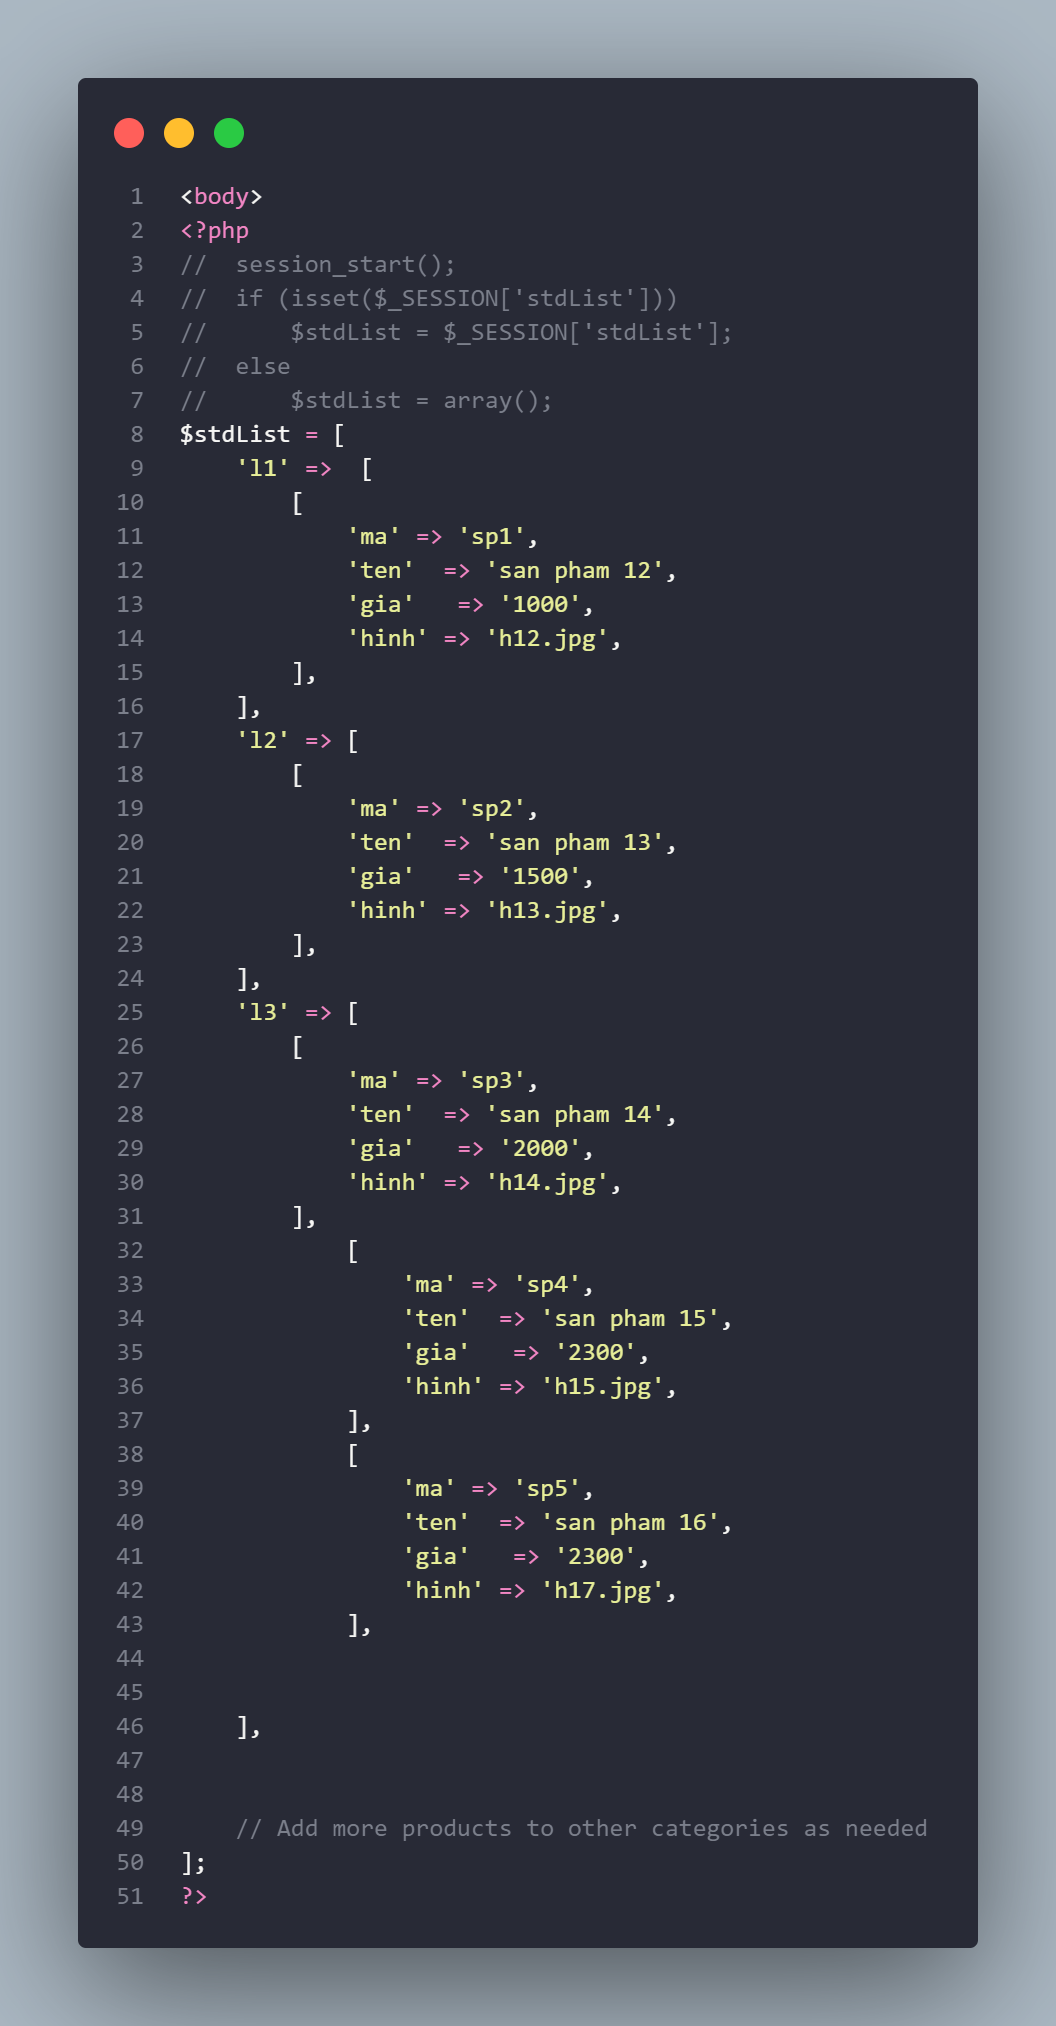 1 <body>
2 <?php
3 //  session_start();
4 //  if (isset($_SESSION['stdList']))
5 //      $stdList = $_SESSION['stdList'];
6 //  else
7 //      $stdList = array();
8 $stdList = [
9     'l1' =>  [
10         [
11             'ma' => 'sp1',
12             'ten'  => 'san pham 12',
13             'gia'   => '1000',
14             'hinh' => 'h12.jpg',
15         ],
16     ],
17     'l2' => [
18         [
19             'ma' => 'sp2',
20             'ten'  => 'san pham 13',
21             'gia'   => '1500',
22             'hinh' => 'h13.jpg',
23         ],
24     ],
25     'l3' => [
26         [
27             'ma' => 'sp3',
28             'ten'  => 'san pham 14',
29             'gia'   => '2000',
30             'hinh' => 'h14.jpg',
31         ],
32             [
33                 'ma' => 'sp4',
34                 'ten'  => 'san pham 15',
35                 'gia'   => '2300',
36                 'hinh' => 'h15.jpg',
37             ],
38             [
39                 'ma' => 'sp5',
40                 'ten'  => 'san pham 16',
41                 'gia'   => '2300',
42                 'hinh' => 'h17.jpg',
43             ],
44
45
46     ],
47
48
49     // Add more products to other categories as needed
50 ];
51 ?>